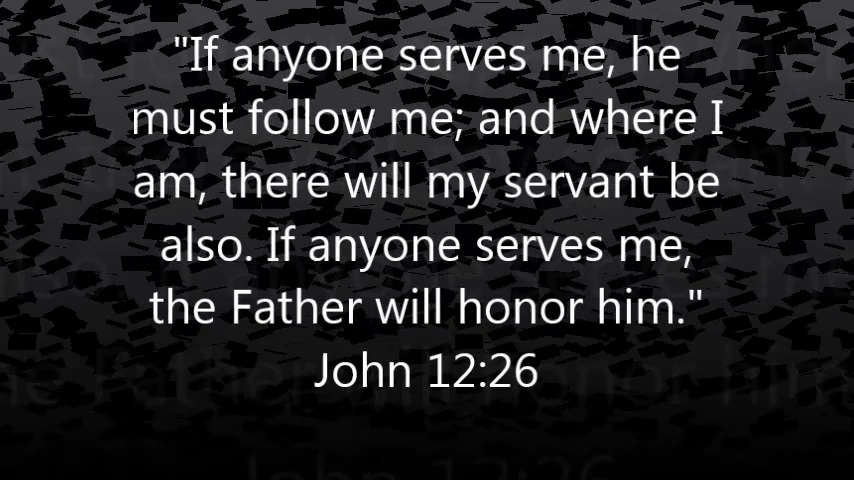 "If anyone serves me, he
must follow me; and where I
am, there will my servant be
also. If anyone serves me,
the Father will honor him."
John 12:26